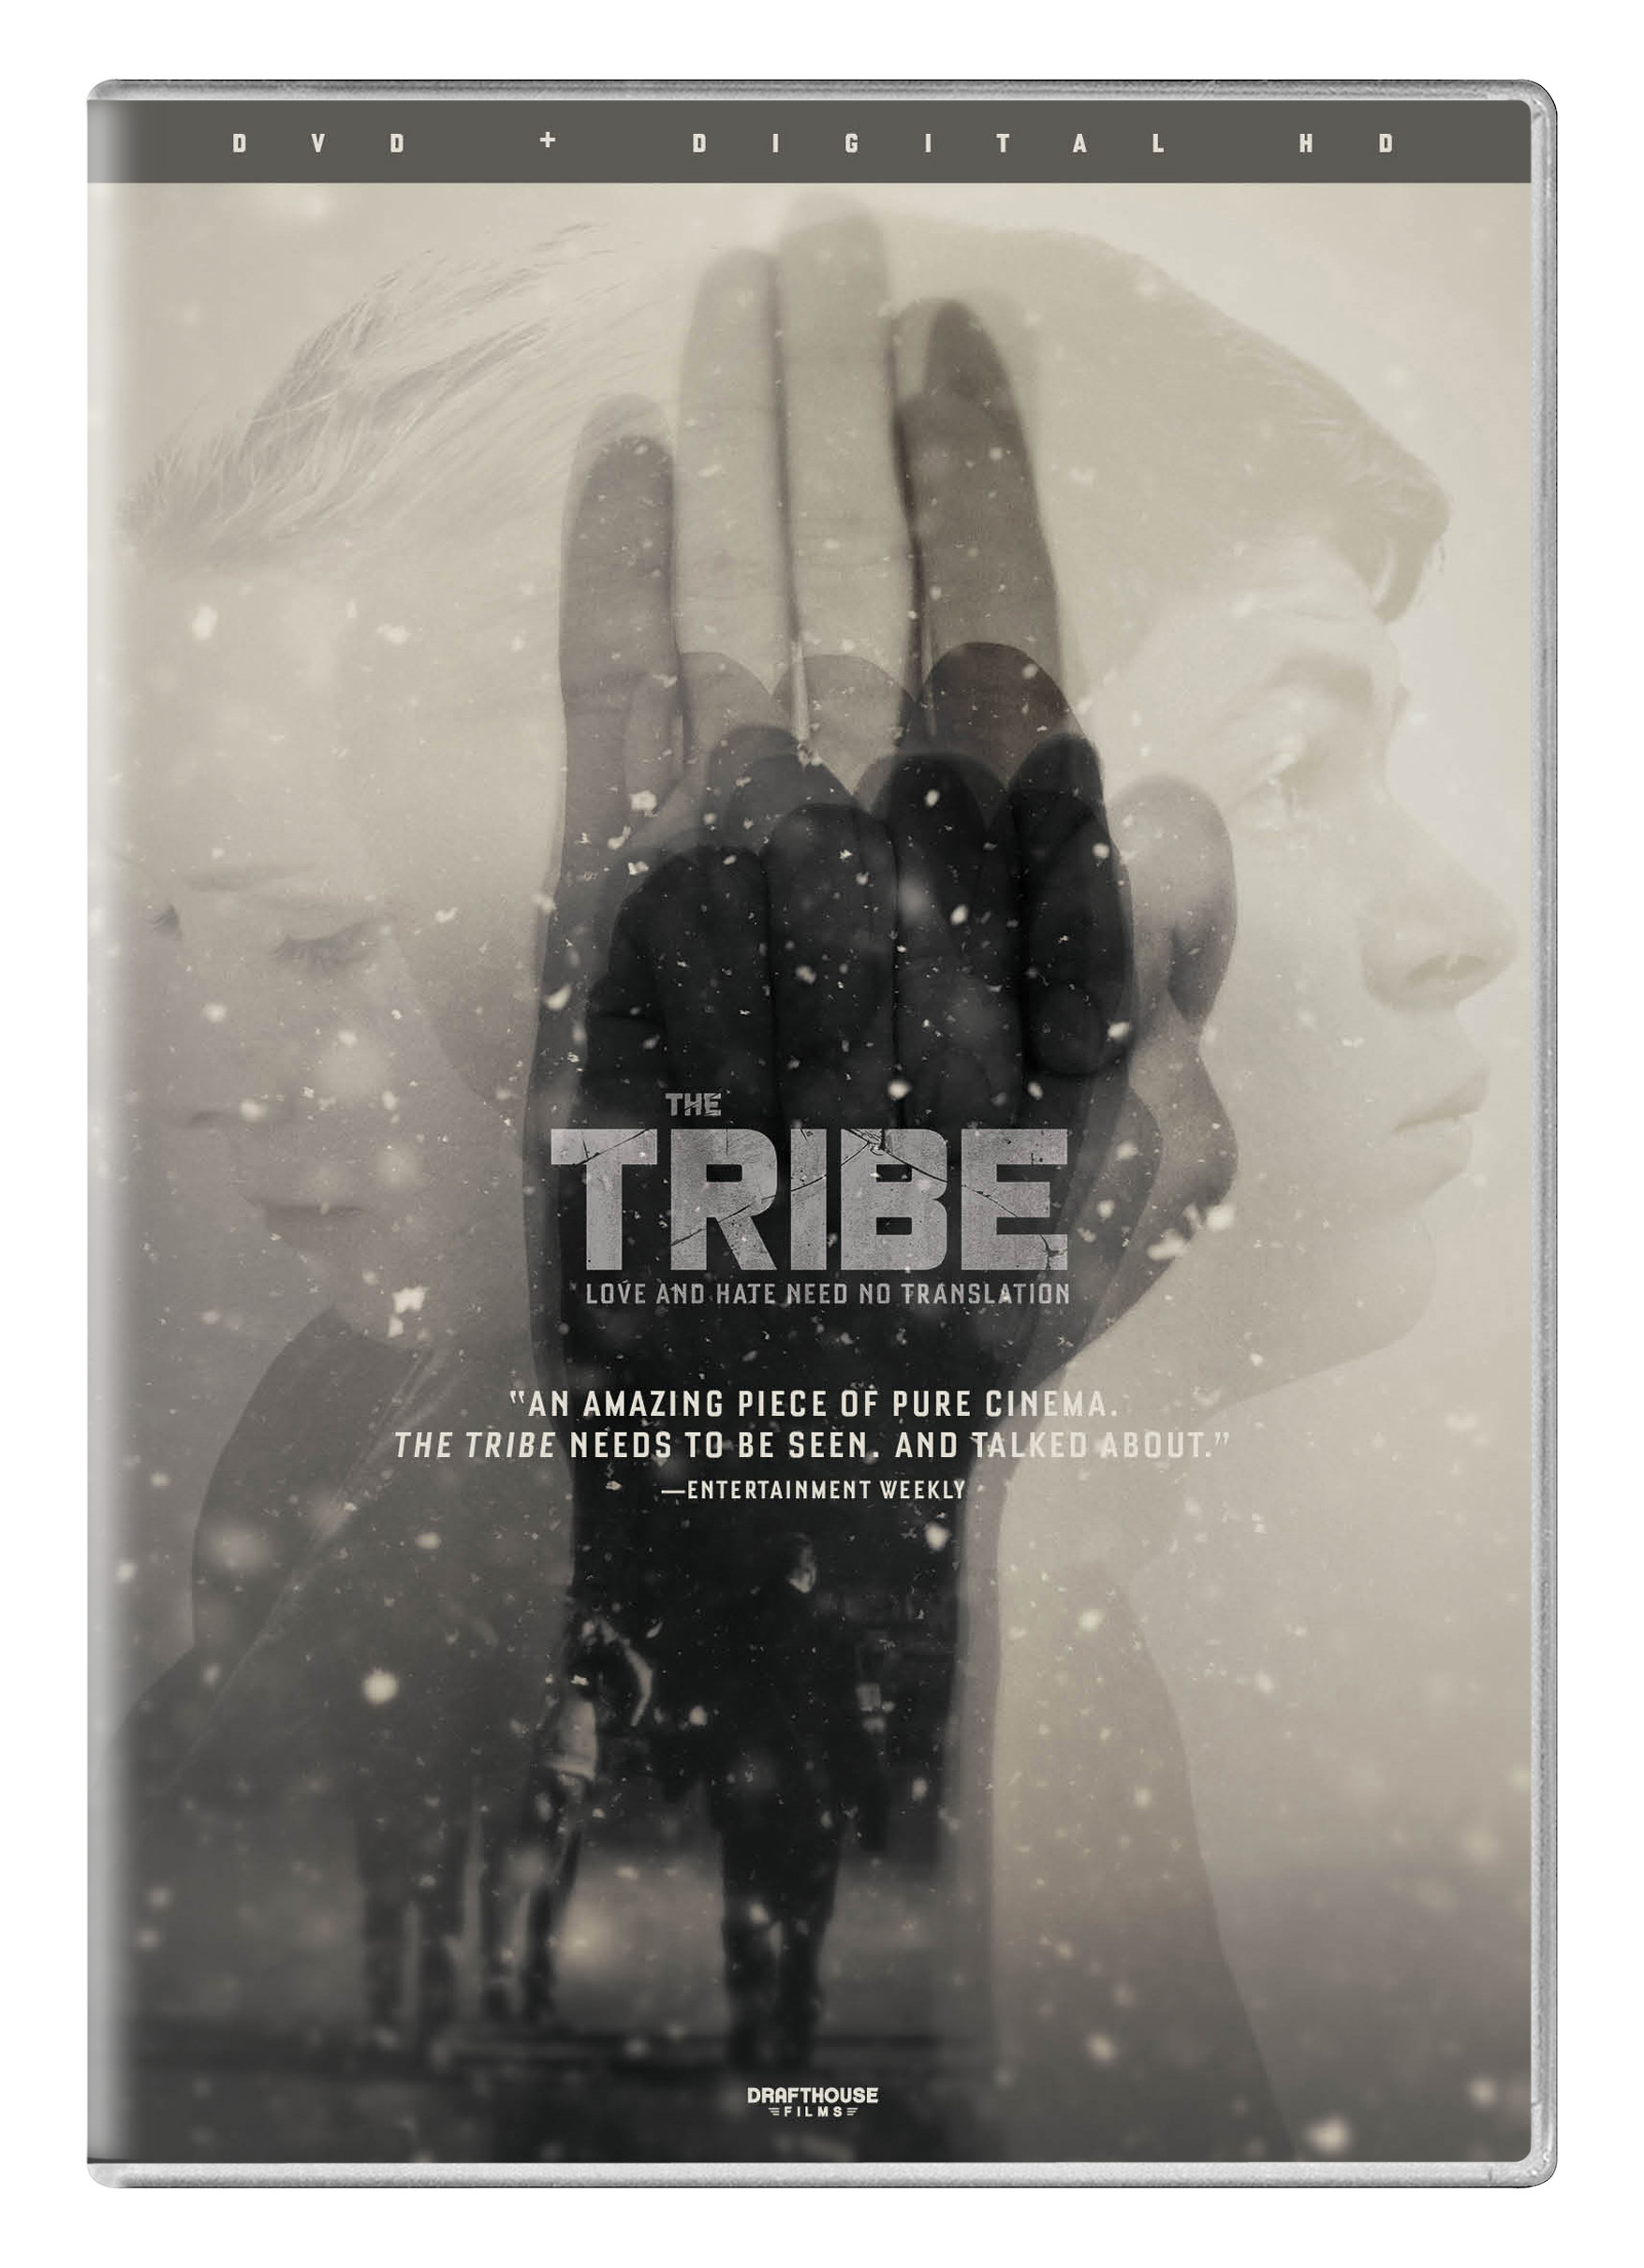 DVD + DIGITAL HD
THE
TRIBE
LOVE AND HATE NEED NO TRANSLATION
“AN AMAZING PIECE OF PURE CINEMA.
THE TRIBE NEEDS TO BE SEEN. AND TALKED ABOUT.”
—ENTERTAINMENT WEEKLY
DRAFTHOUSE
FILMS